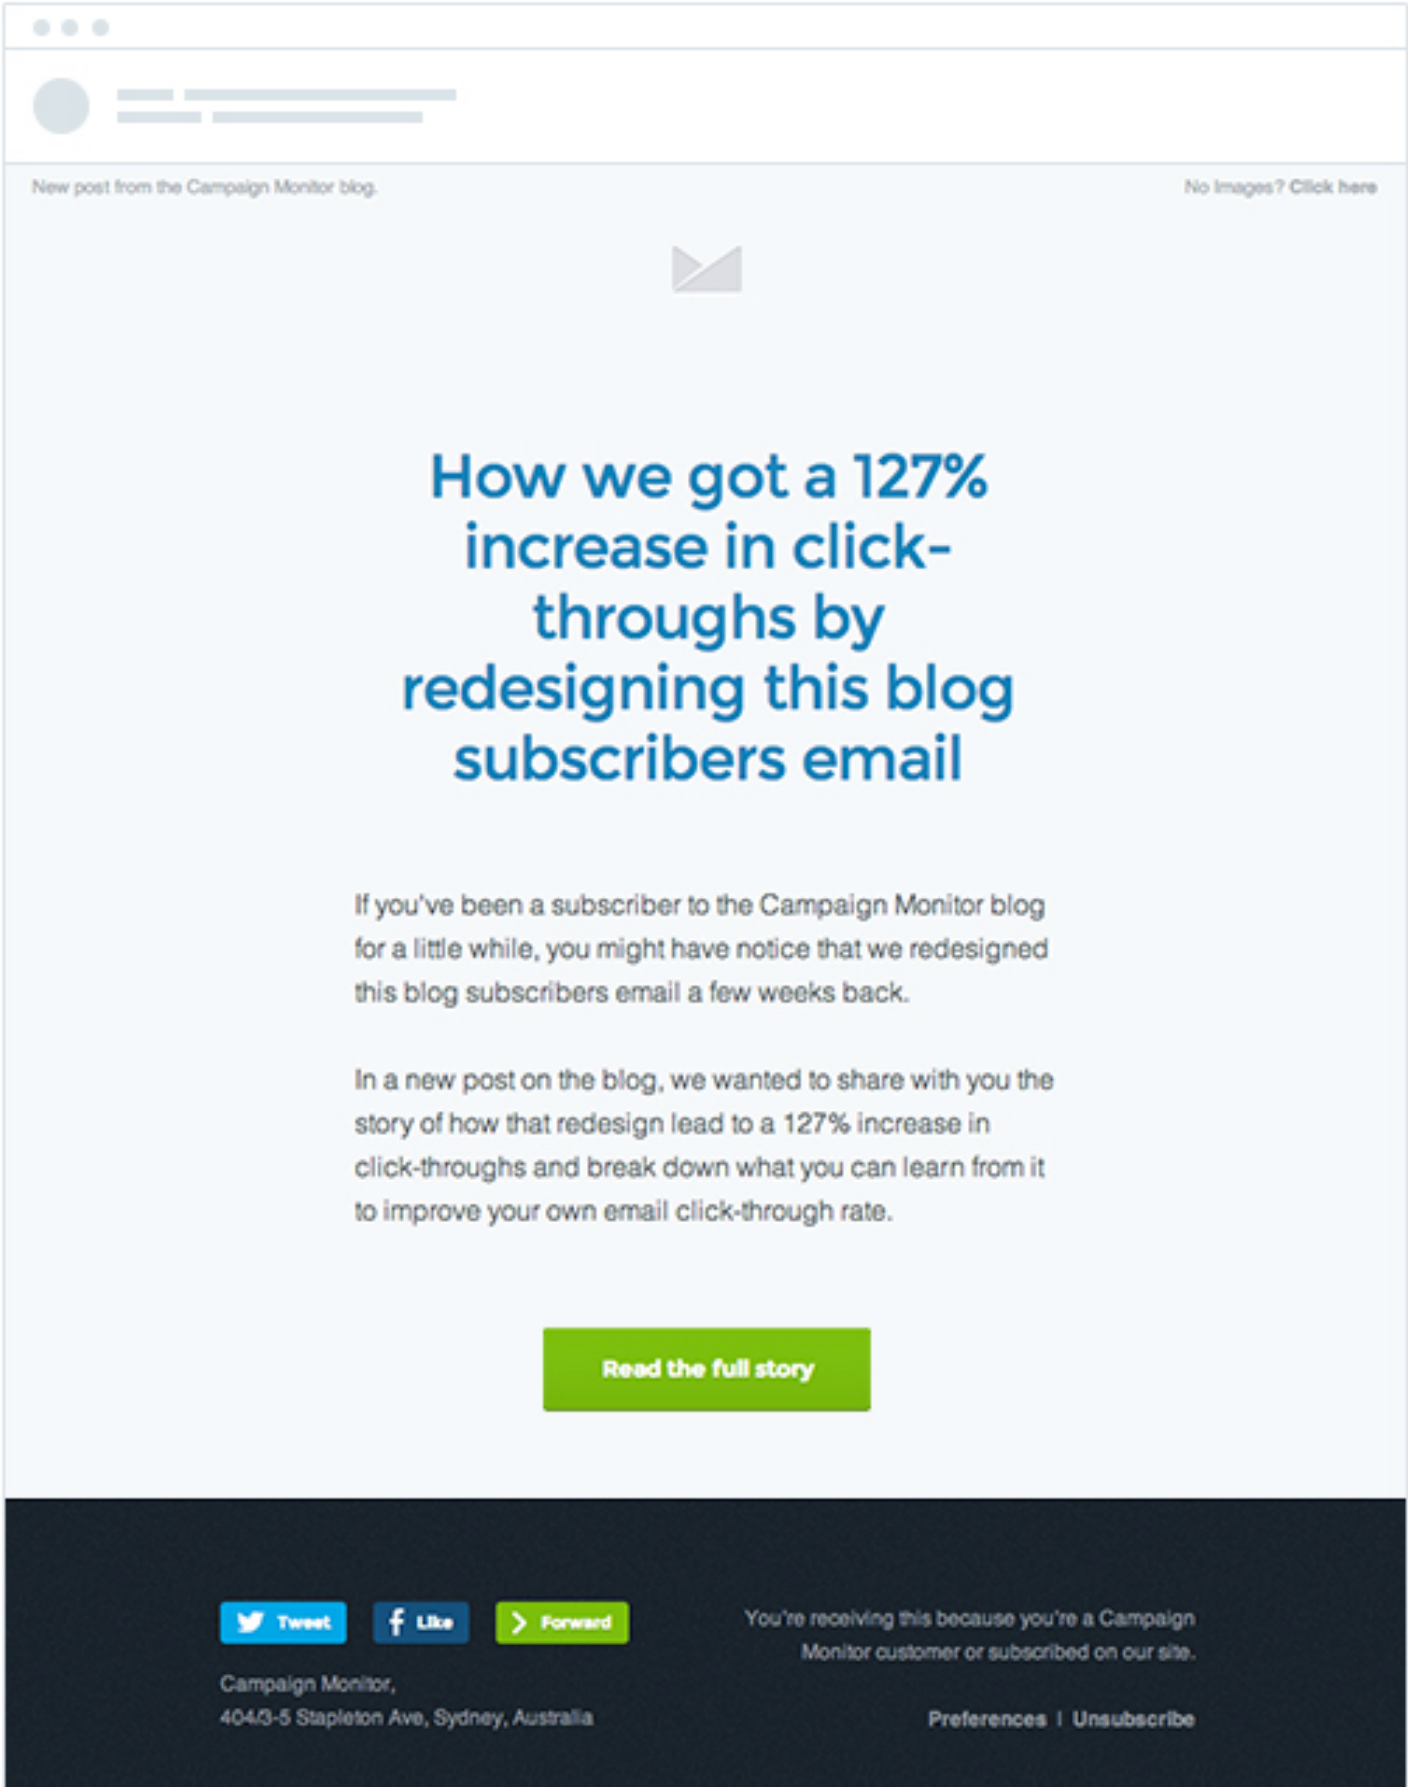 New post from the Campaign Monitor blog.
No Images? Click here
How we got a 127%
increase in click-
throughs by
redesigning this blog
subscribers email
If you've been a subscriber to the Campaign Monitor blog
for a little while, you might have notice that we redesigned
this blog subscribers email a few weeks back.
In a new post on the blog, we wanted to share with you the
story of how that redesign lead to a 127% increase in
click-throughs and break down what you can learn from it
to improve your own email click-through rate.
Read the full story
Tweet
Like
Forward
Campaign Monitor,
404/3-5 Stapleton Ave, Sydney, Australia
You're receiving this because you're a Campaign
Monitor customer or subscribed on our site.
Preferences | Unsubscribe